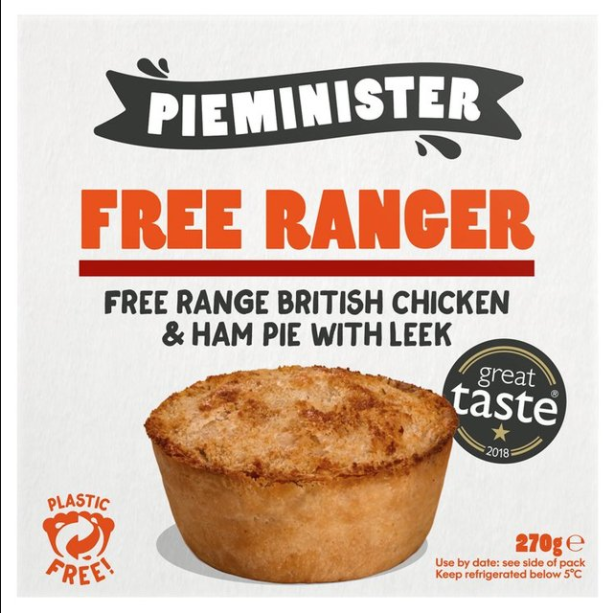 PIEMINISTER
FREE RANGER
FREE RANGE BRITISH CHICKEN
& HAM PIE WITH LEEK
great
taste®
2018
PLASTIC
FREE!
270g e
Use by date: see side of pack
Keep refrigerated below 5°C